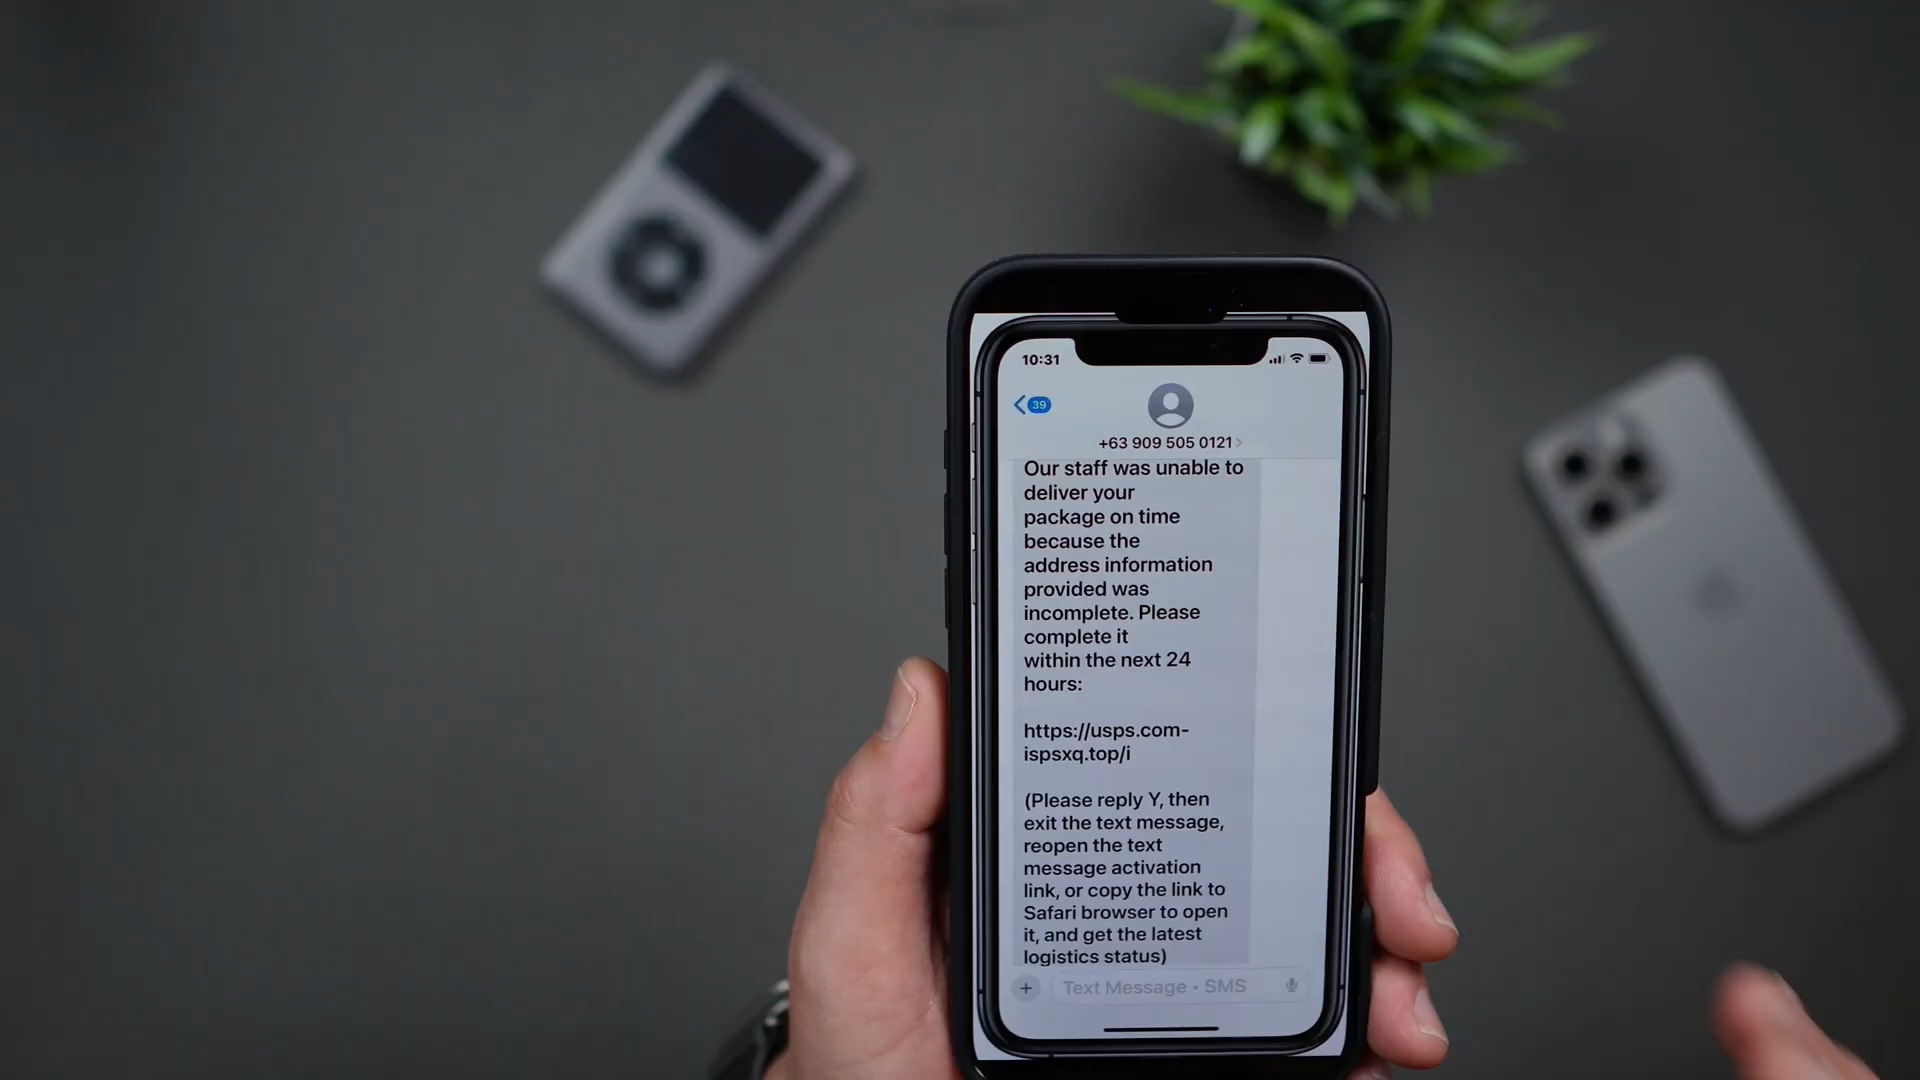 10:31
39
+63 909 505 0121
Our staff was unable to
deliver your
package on time
because the
address information
provided was
incomplete. Please
complete it
within the next 24
hours:
https://usps.com-
ispsxq.top/i
(Please reply Y, then
exit the text message,
reopen the text
message activation
link, or copy the link to
Safari browser to open
it, and get the latest
logistics status)
Text Message • SMS